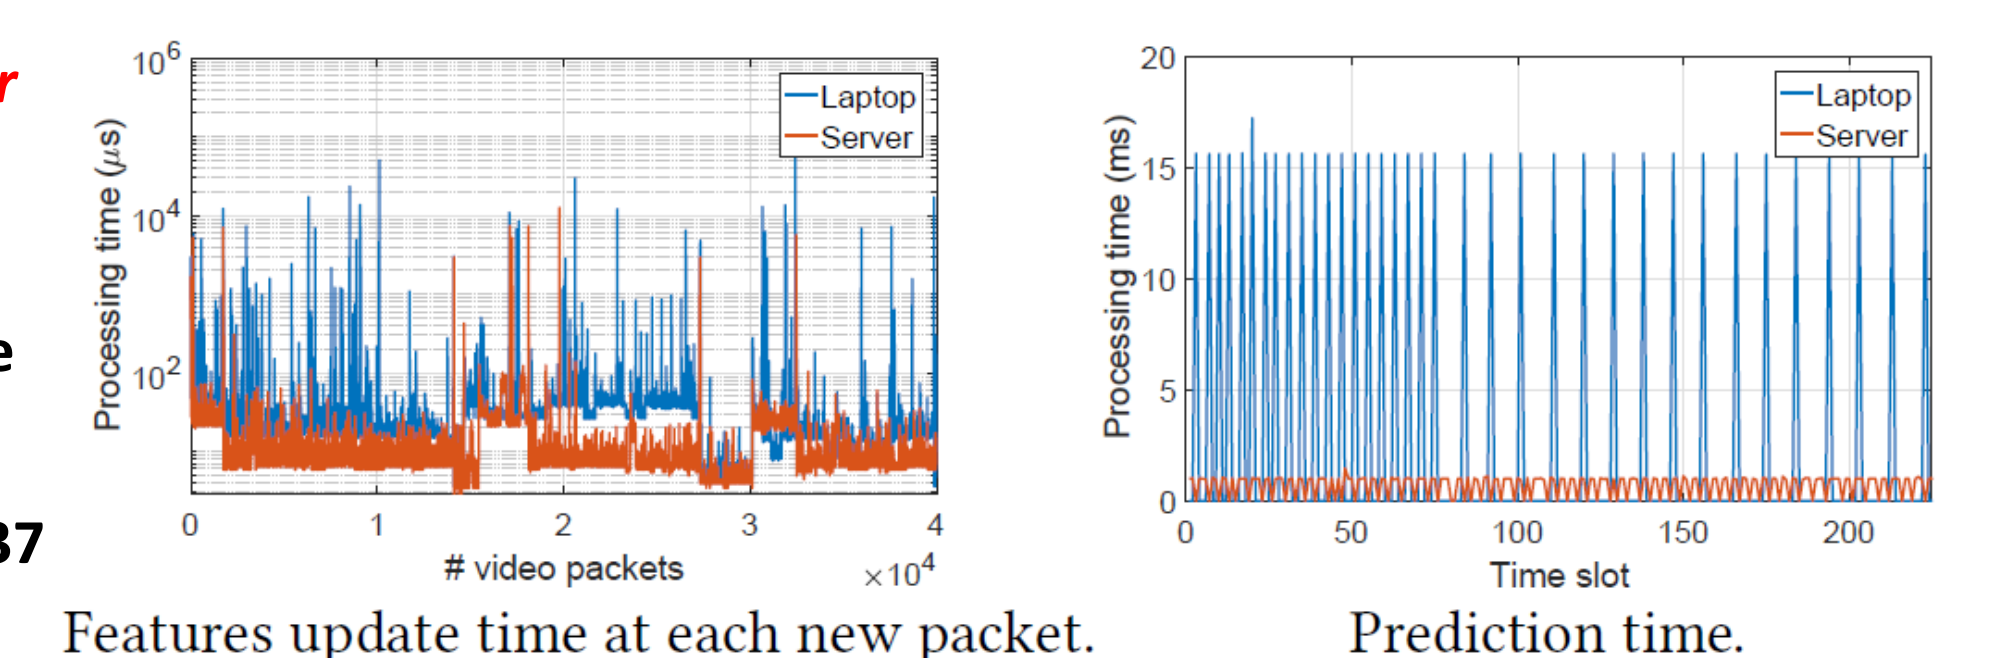 r
e
37
10^6
10^4
10^2
Processing time (μs)
Laptop
Server
0 1 2 3 4
# video packets
×10^4
Features update time at each new packet.
20
15
10
5
0
Processing time (ms)
Laptop
Server
0 50 100 150 200
Time slot
Prediction time.